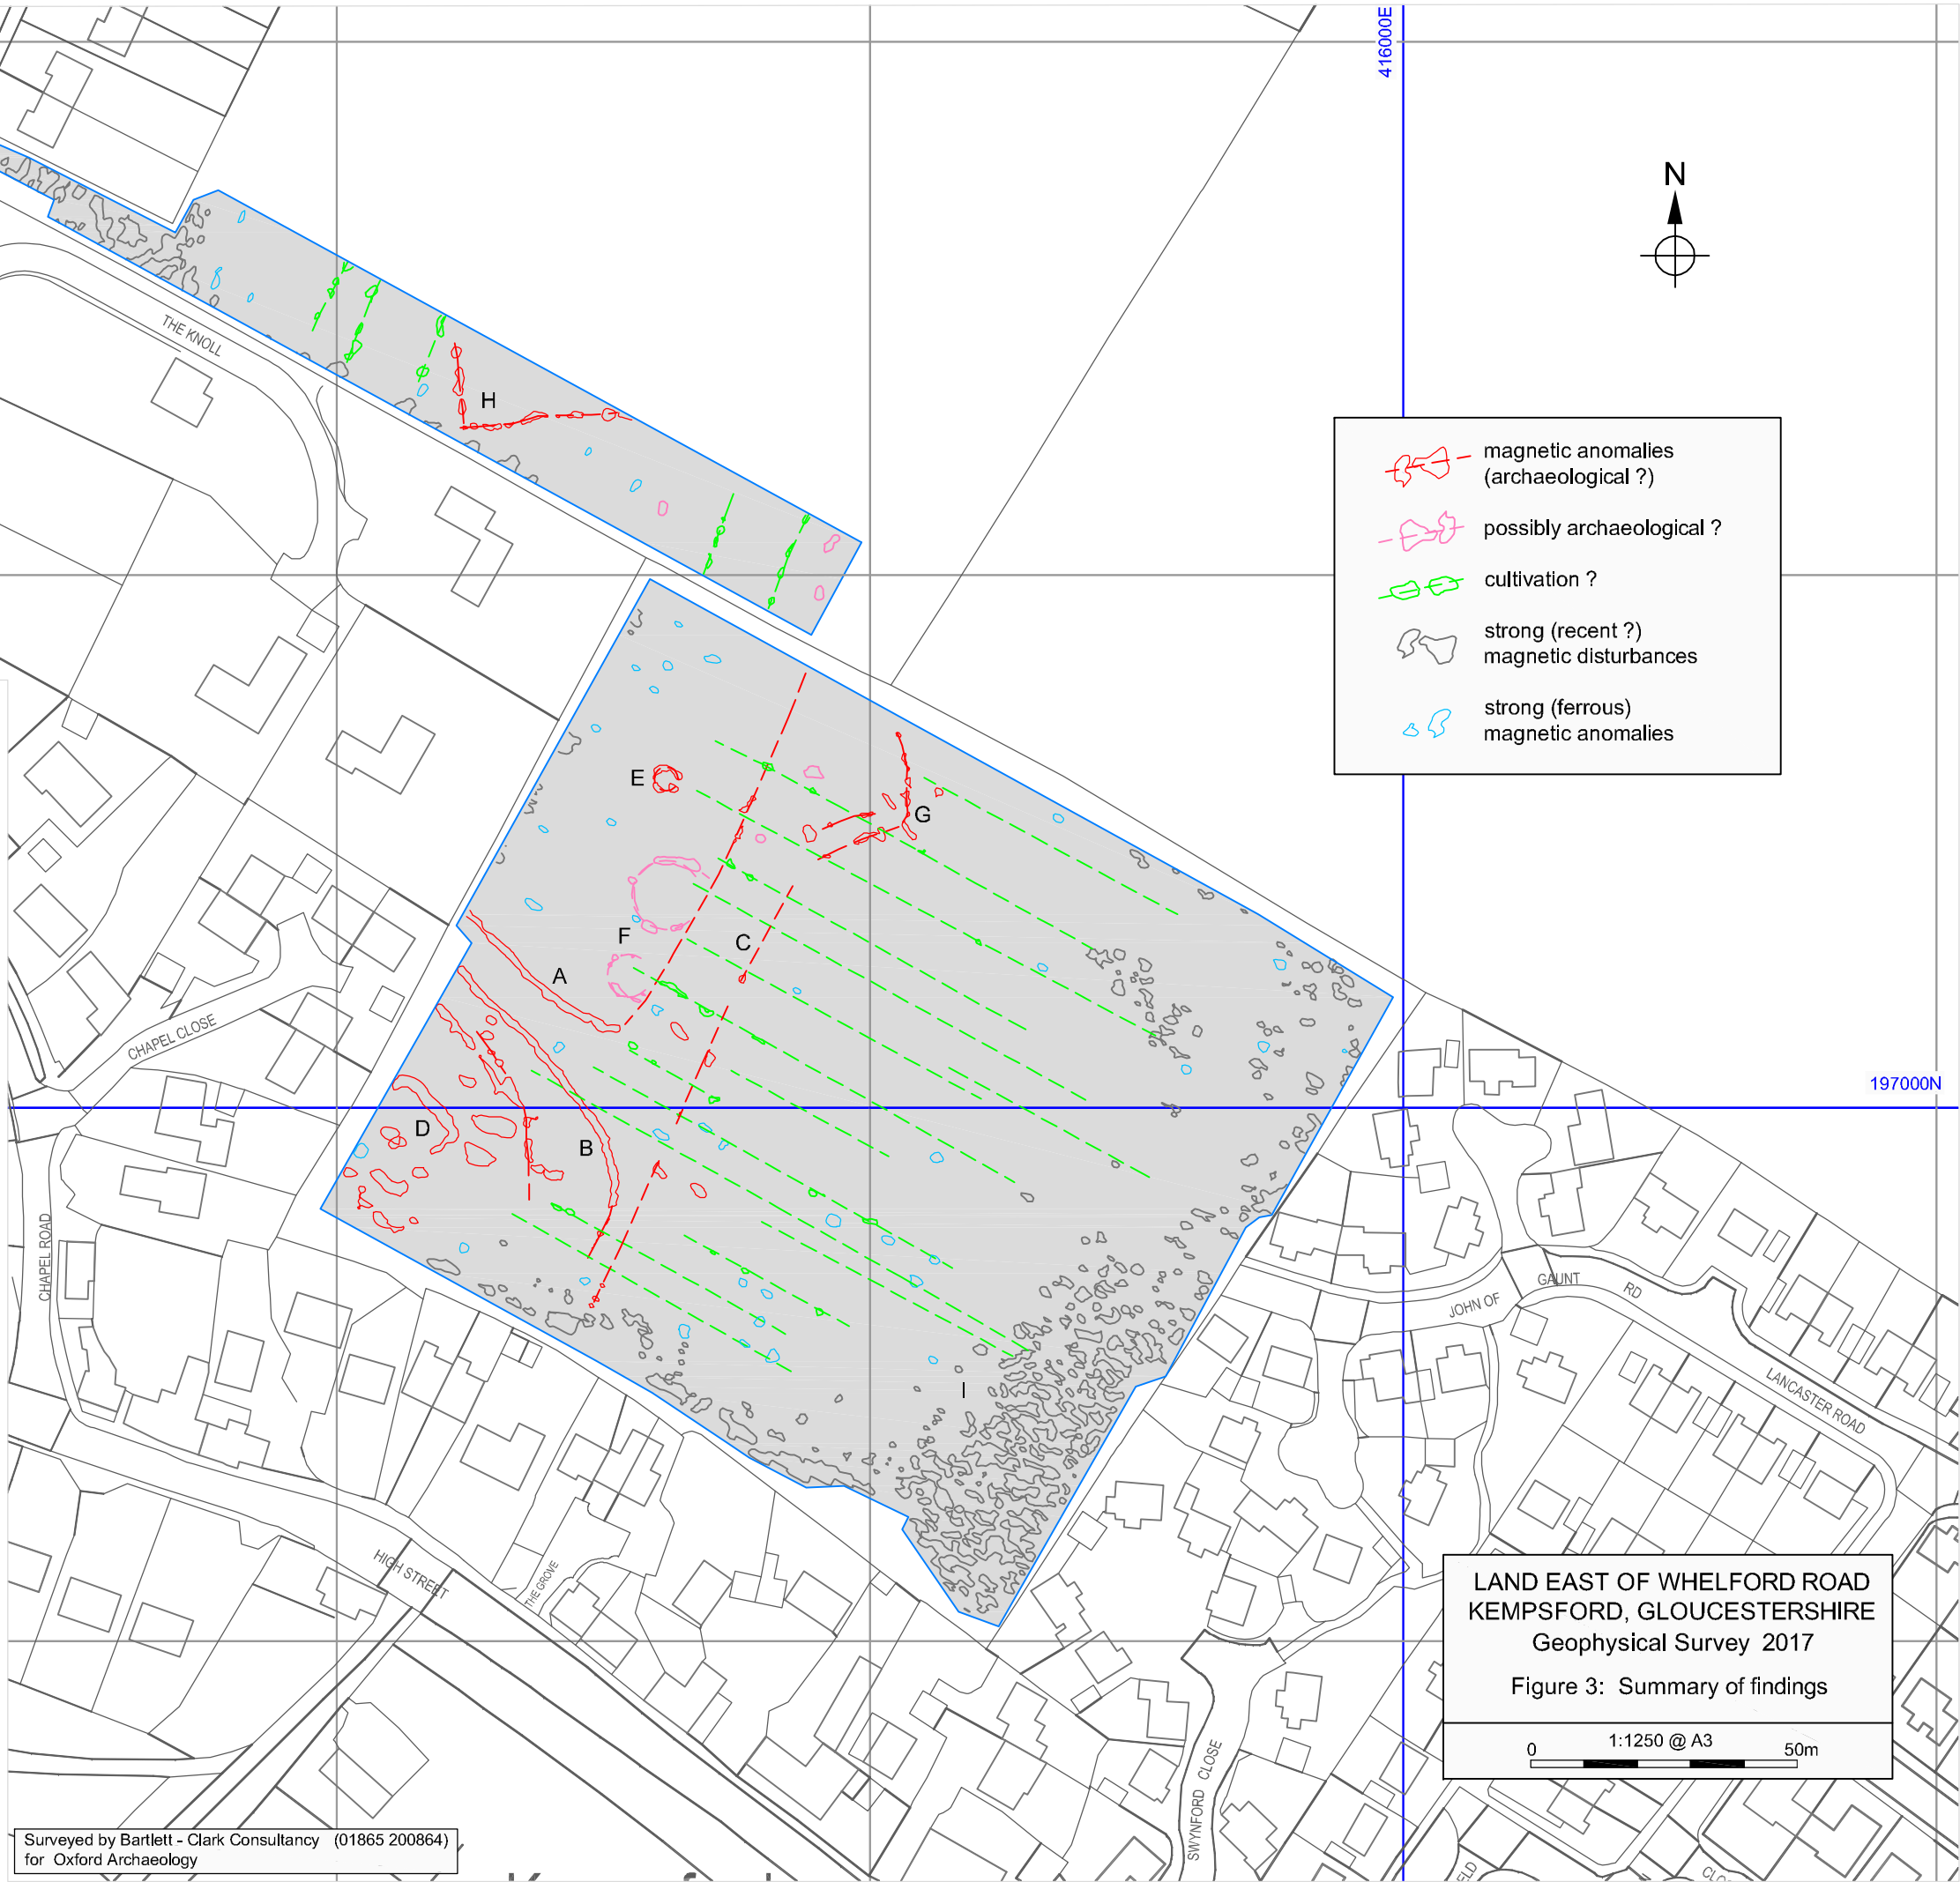 416000E
N
THE KNOLL
H
magnetic anomalies
(archaeological ?)
possibly archaeological ?
cultivation ?
strong (recent ?)
magnetic disturbances
strong (ferrous)
magnetic anomalies
E
G
F
C
A
CHAPEL CLOSE
197000N
D
B
CHAPEL ROAD
GAUNT
RD
JOHN OF
LANCASTER ROAD
I
HIGH STREET
THE GROVE
SWYNFORD CLOSE
LAND EAST OF WHELFORD ROAD
KEMPSFORD, GLOUCESTERSHIRE
Geophysical Survey 2017
Figure 3: Summary of findings
1:1250 @ A3
0 50m
Surveyed by Bartlett - Clark Consultancy (01865 200864)
for Oxford Archaeology